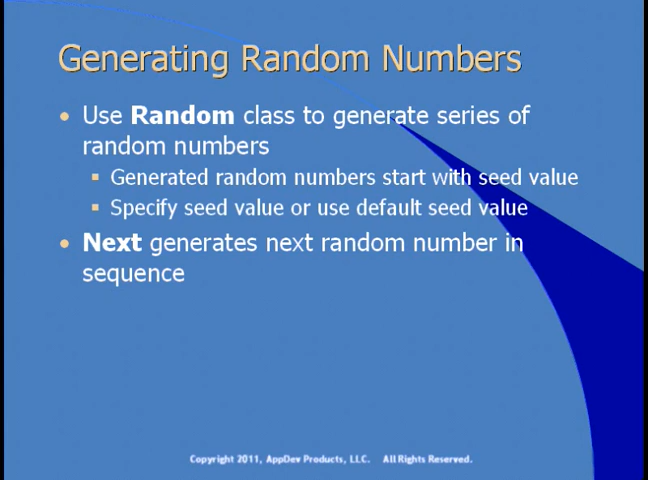 Generating Random Numbers
• Use Random class to generate series of
random numbers
▪ Generated random numbers start with seed value
▪ Specify seed value or use default seed value
• Next generates next random number in
sequence
Copyright 2011, AppDev Products, LLC. All Rights Reserved.